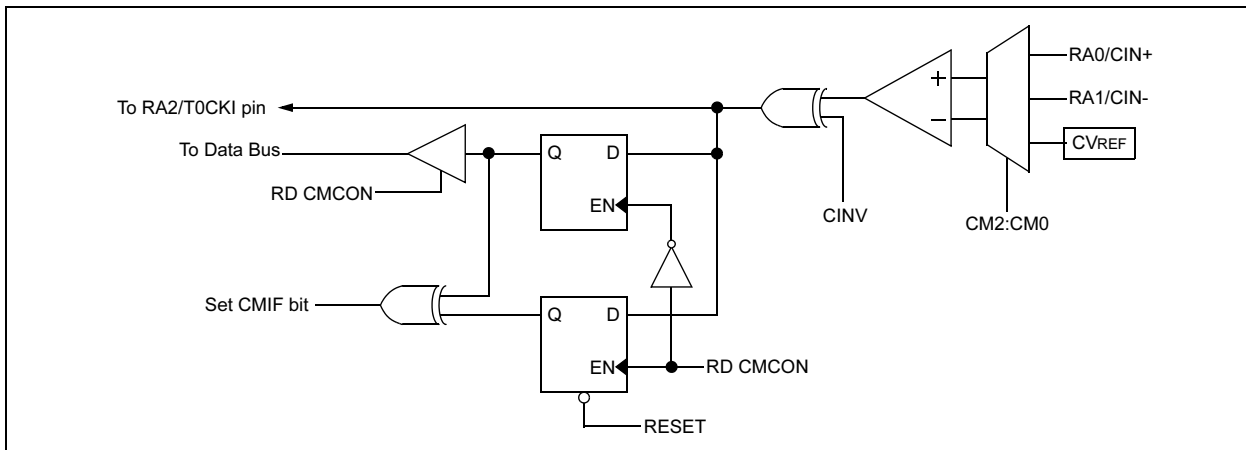 RA0/CIN+
To RA2/T0CKI pin
RA1/CIN-
+
−
To Data Bus
Q D
CVREF
RD CMCON
EN
CINV
CM2:CM0
Set CMIF bit
Q D
EN
RD CMCON
RESET